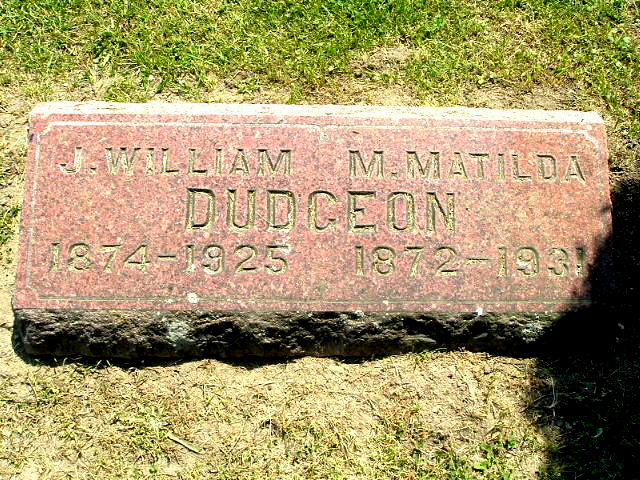 J. WILLIAM M. MATILDA
DUDGEON
1874-1925 1872-1931